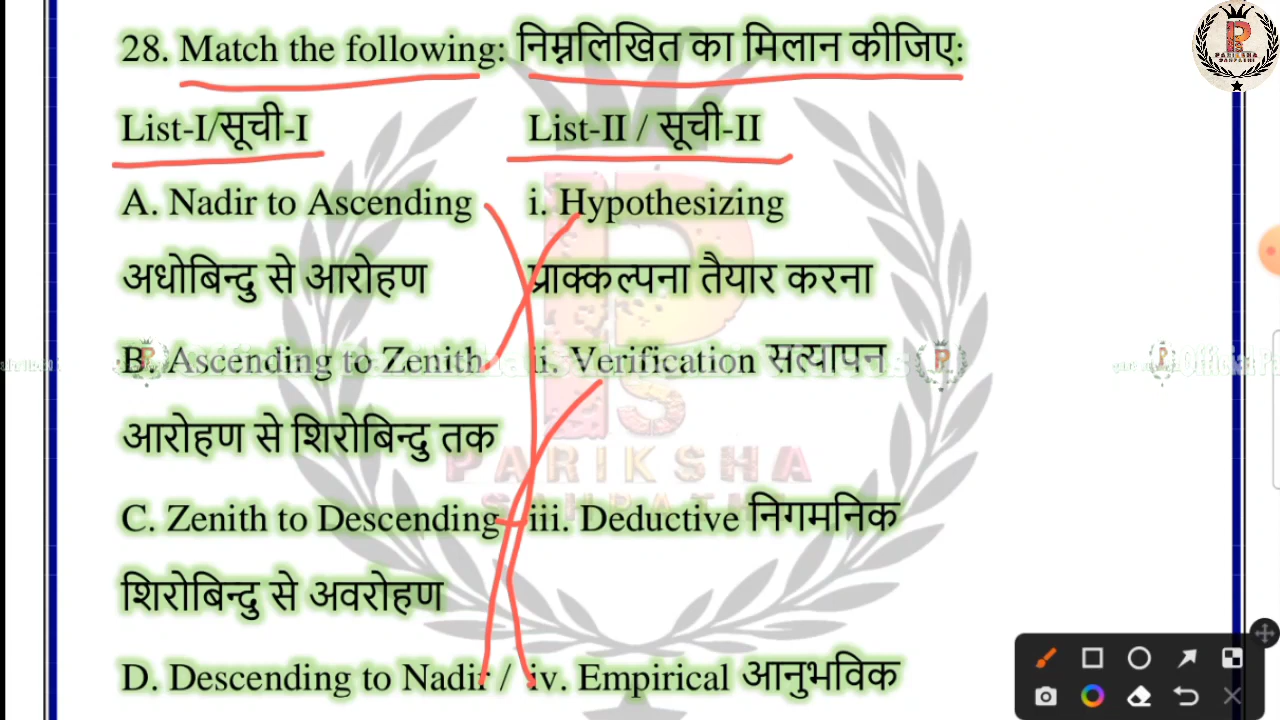 28. Match the following: निम्नलिखित का मिलान कीजिए:
List-I/सूची-I List-II / सूची-II
A. Nadir to Ascending i. Hypothesizing
अधोबिन्दु से आरोहण प्राक्कल्पना तैयार करना
B. Ascending to Zenith ii. Verification सत्यापन
आरोहण से शिरोबिन्दु तक
C. Zenith to Descending iii. Deductive निगमनिक
शिरोबिन्दु से अवरोहण
D. Descending to Nadir / iv. Empirical आनुभविक
PARIKSHA
PARIKSHA